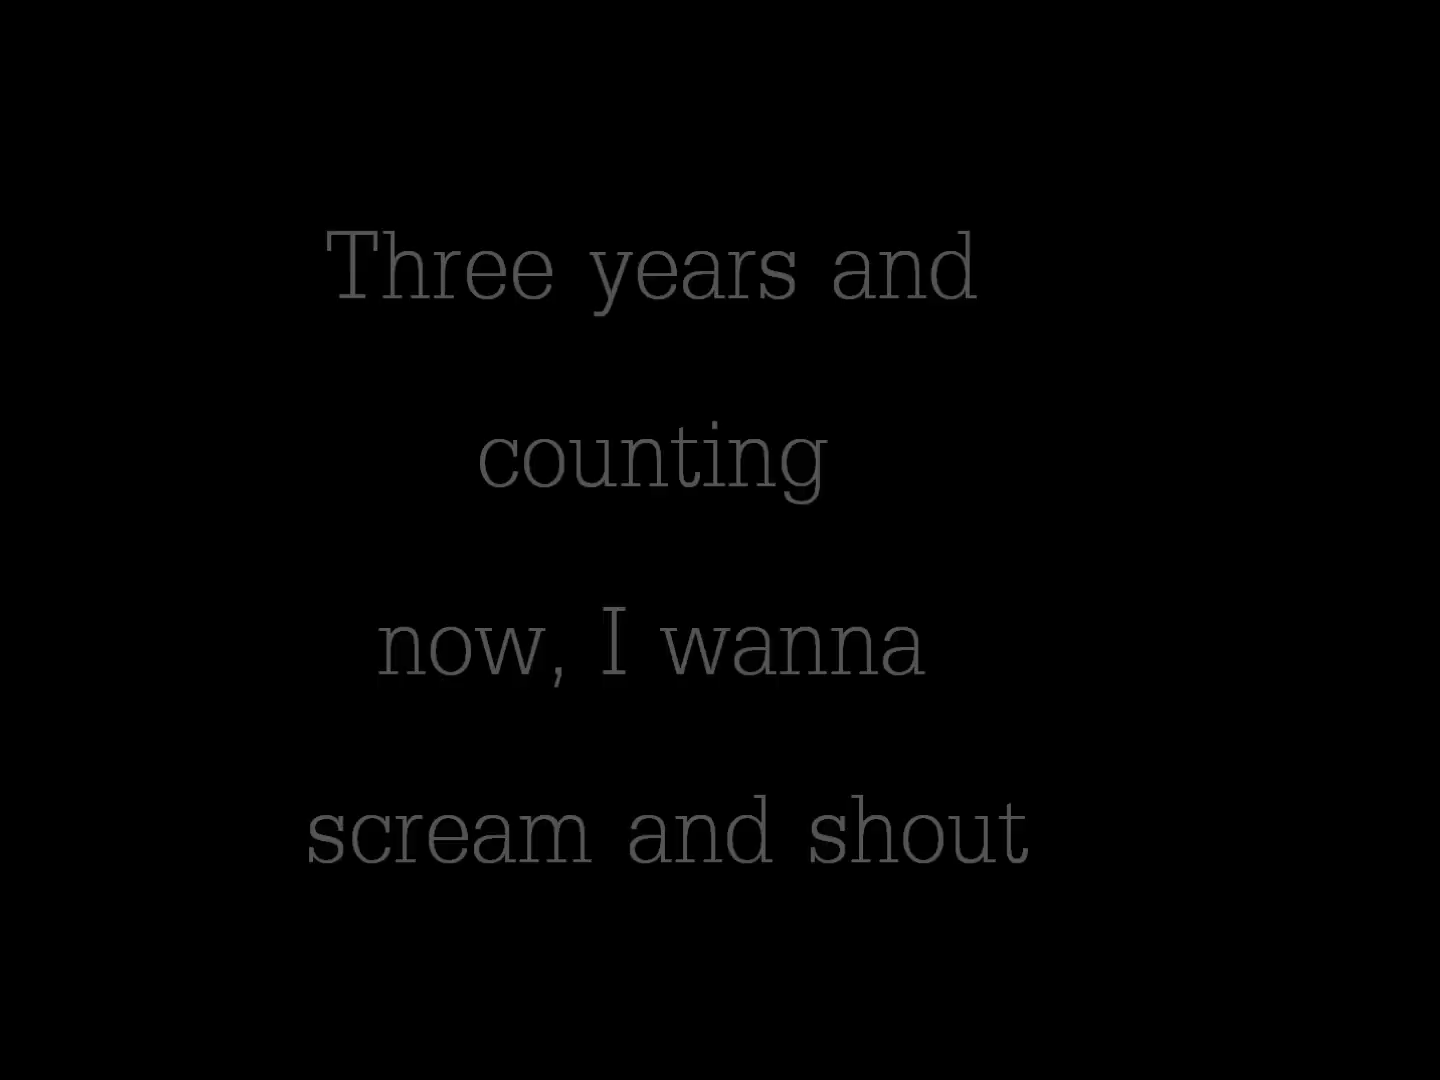 Three years and
counting
now, I wanna
scream and shout